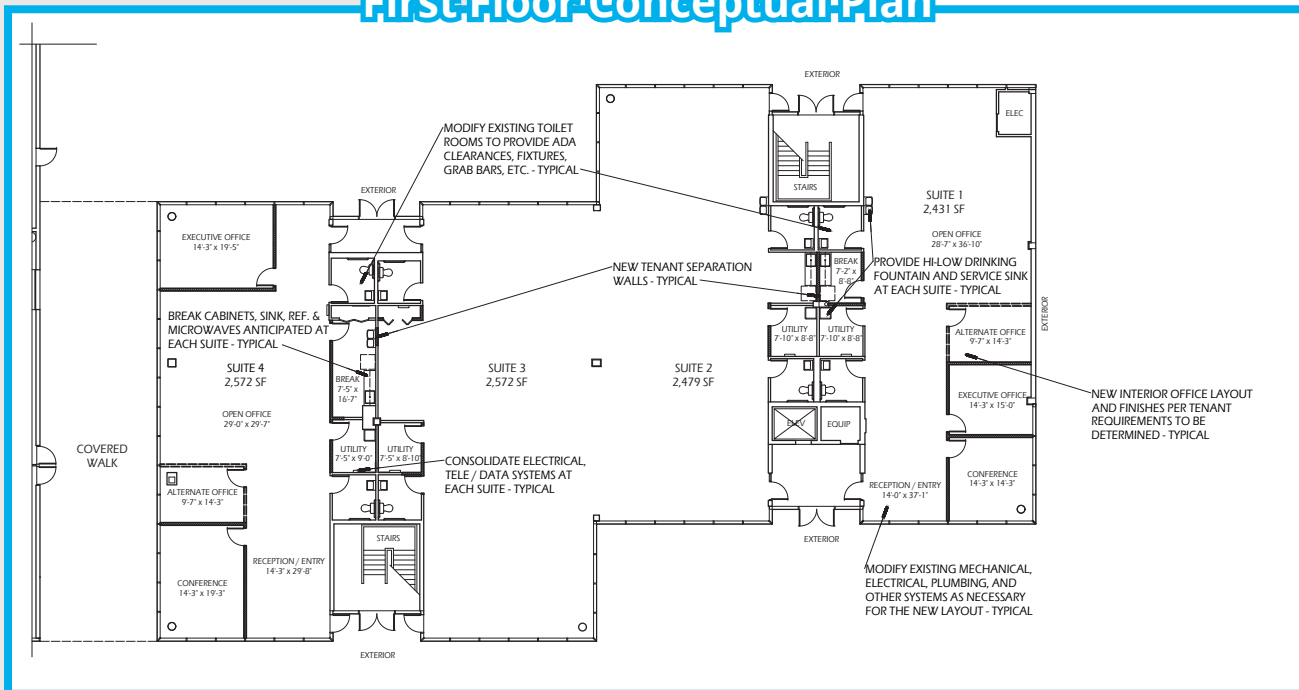 First Floor Conceptual Plan
EXTERIOR
ELEC
MODIFY EXISTING TOILET
ROOMS TO PROVIDE ADA
CLEARANCES, FIXTURES,
GRAB BARS, ETC. - TYPICAL
STAIRS
EXTERIOR
SUITE 1
2,431 SF
OPEN OFFICE
28'-7" x 36'-10"
EXECUTIVE OFFICE
14'-3" x 19'-5"
NEW TENANT SEPARATION
WALLS - TYPICAL
BREAK
7'-2" x
8'-8"
PROVIDE HI-LOW DRINKING
FOUNTAIN AND SERVICE SINK
AT EACH SUITE - TYPICAL
EXTERIOR
BREAK CABINETS, SINK, REF. &
MICROWAVES ANTICIPATED AT
EACH SUITE - TYPICAL
UTILITY
7'-10" x 8'-8"
UTILITY
7'-10" x 8'-8"
ALTERNATE OFFICE
9'-7" x 14'-3"
SUITE 4
2,572 SF
SUITE 3
2,572 SF
SUITE 2
2,479 SF
BREAK
7'-5" x
16'-7"
OPEN OFFICE
29'-0" x 29'-7"
EXECUTIVE OFFICE
14'-3" x 15'-0"
NEW INTERIOR OFFICE LAYOUT
AND FINISHES PER TENANT
REQUIREMENTS TO BE
DETERMINED - TYPICAL
ELEV
EQUIP
COVERED
WALK
UTILITY
7'-5" x 9'-0"
UTILITY
7'-5" x 8'-10"
CONSOLIDATE ELECTRICAL,
TELE / DATA SYSTEMS AT
EACH SUITE - TYPICAL
CONFERENCE
14'-3" x 14'-3"
ALTERNATE OFFICE
9'-7" x 14'-3"
RECEPTION / ENTRY
14'-0" x 37'-1"
STAIRS
EXTERIOR
RECEPTION / ENTRY
14'-3" x 29'-8"
CONFERENCE
14'-3" x 19'-3"
MODIFY EXISTING MECHANICAL,
ELECTRICAL, PLUMBING, AND
OTHER SYSTEMS AS NECESSARY
FOR THE NEW LAYOUT - TYPICAL
EXTERIOR